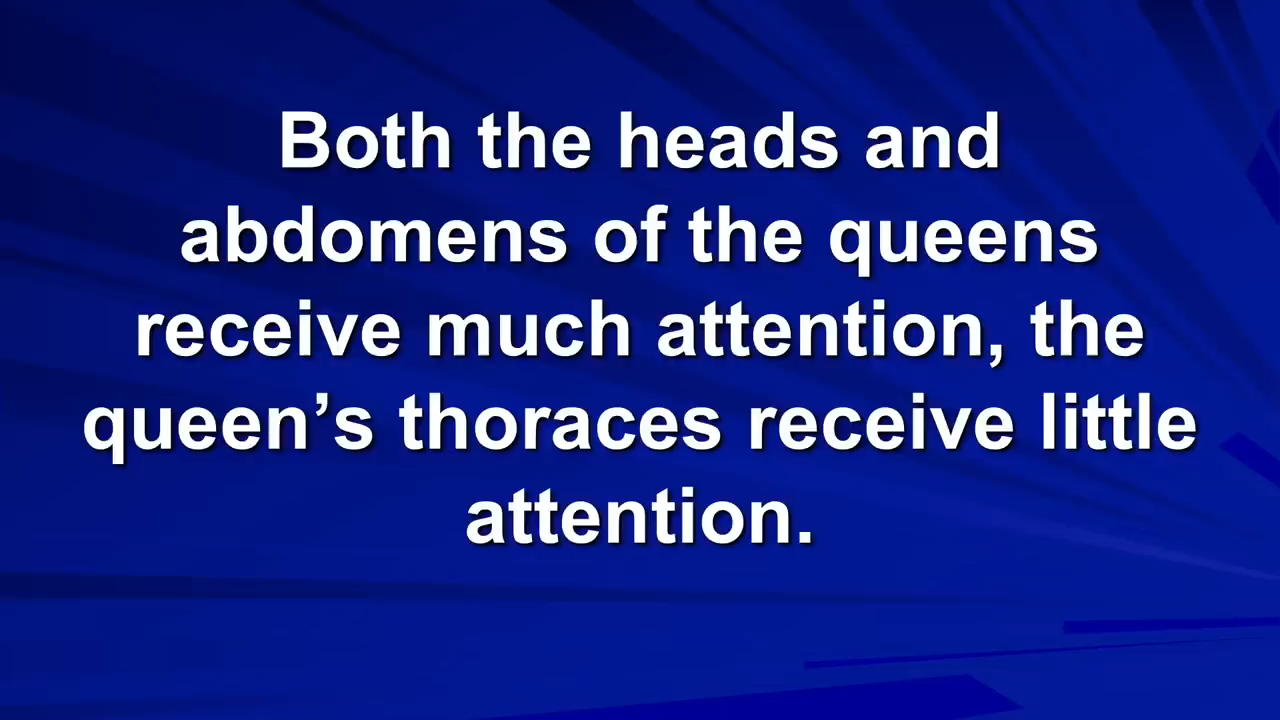 Both the heads and
abdomens of the queens
receive much attention, the
queen’s thoraces receive little
attention.